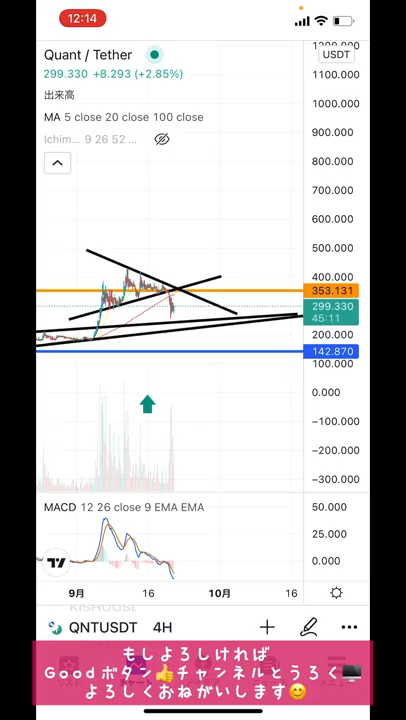 12:14
Quant / Tether
USDT
299.330 +8.293 (+2.85%)
出来高
MA 5 close 20 close 100 close
Ichim... 9 26 52 ...
1200.000
1100.000
1000.000
900.000
800.000
700.000
600.000
500.000
400.000
353.131
299.330
45:11
200.000
142.870
100.000
0.000
-100.000
-200.000
-300.000
MACD 12 26 close 9 EMA EMA
50.000
25.000
0.000
9月 16 10月 16
QNTUSDT 4H
もしよろしければ
Goodボタン👍チャンネルとうろく🖥️
よろしくおねがいします😊